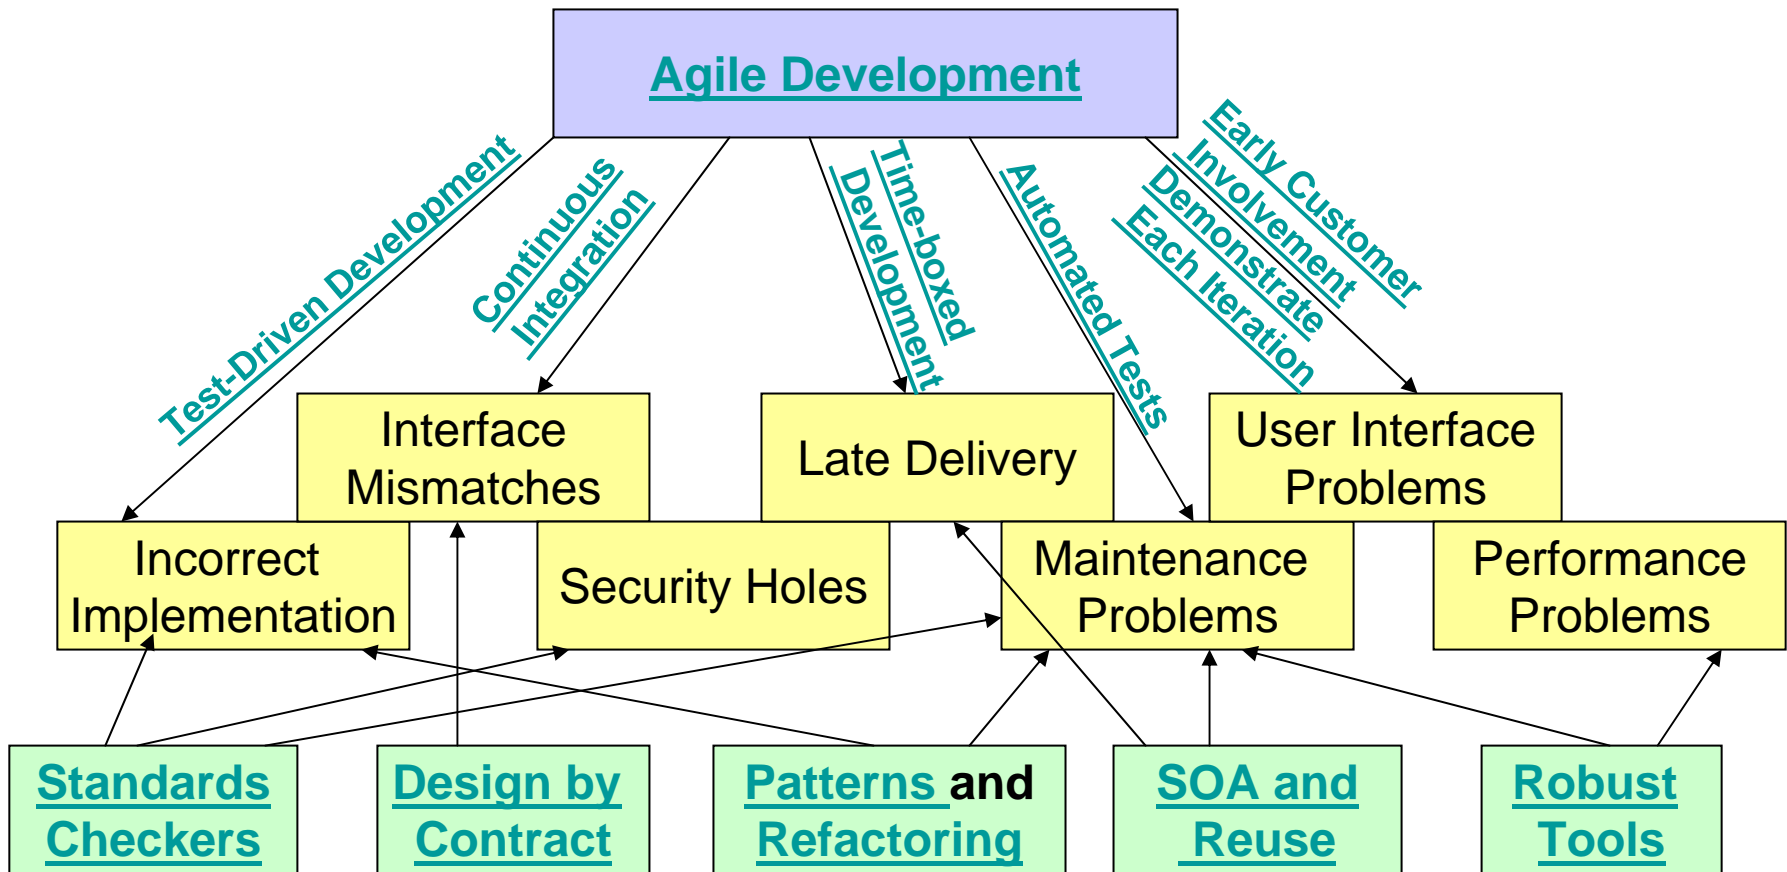 Agile Development
Test-Driven Development
Continuous
Integration
Time-boxed
Development
Automated Tests
Early Customer
Involvement
Demonstrate
Each Iteration
Interface
Mismatches
Late Delivery
User Interface
Problems
Incorrect
Implementation
Security Holes
Maintenance
Problems
Performance
Problems
Standards
Checkers
Design by
Contract
Patterns and
Refactoring
SOA and
Reuse
Robust
Tools